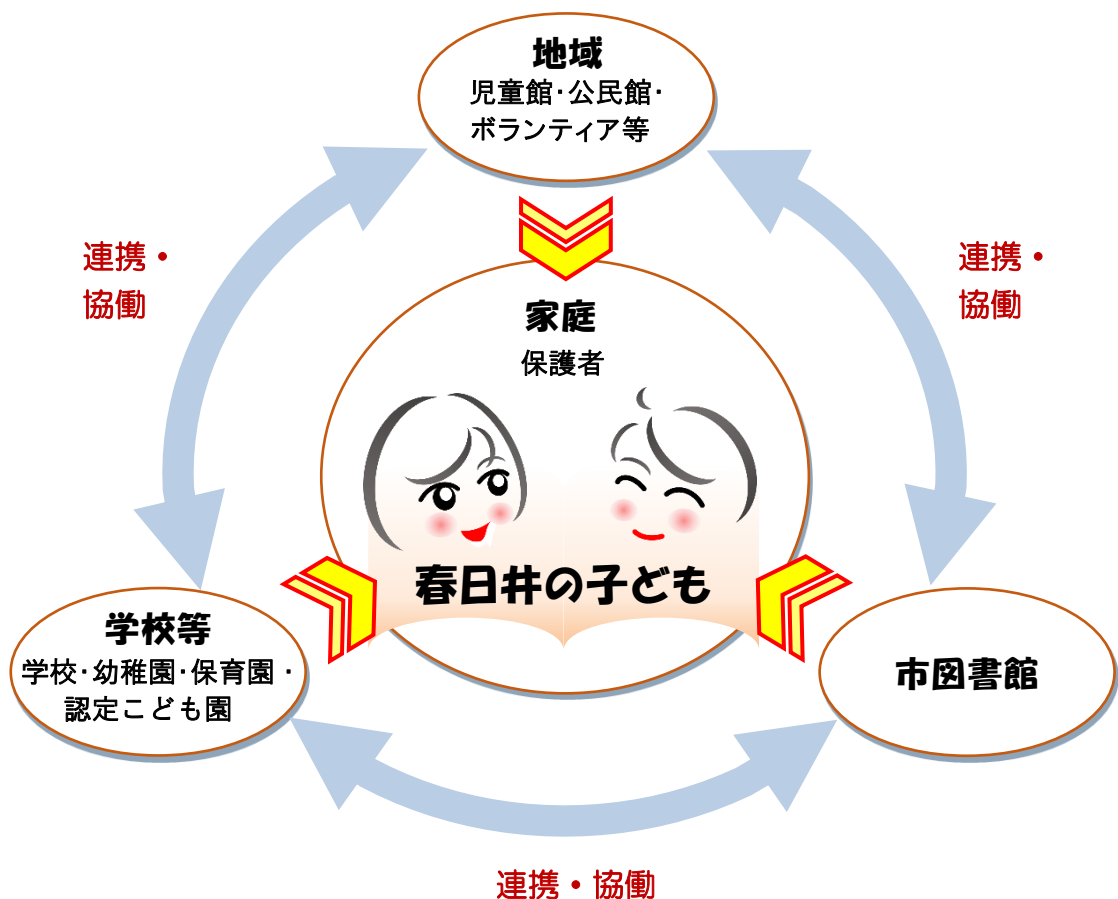 地域
児童館・公民館・
ボランティア等
連携・
協働
連携・
協働
家庭
保護者
春日井の子ども
学校等
学校・幼稚園・保育園・
認定こども園
市図書館
連携・協働